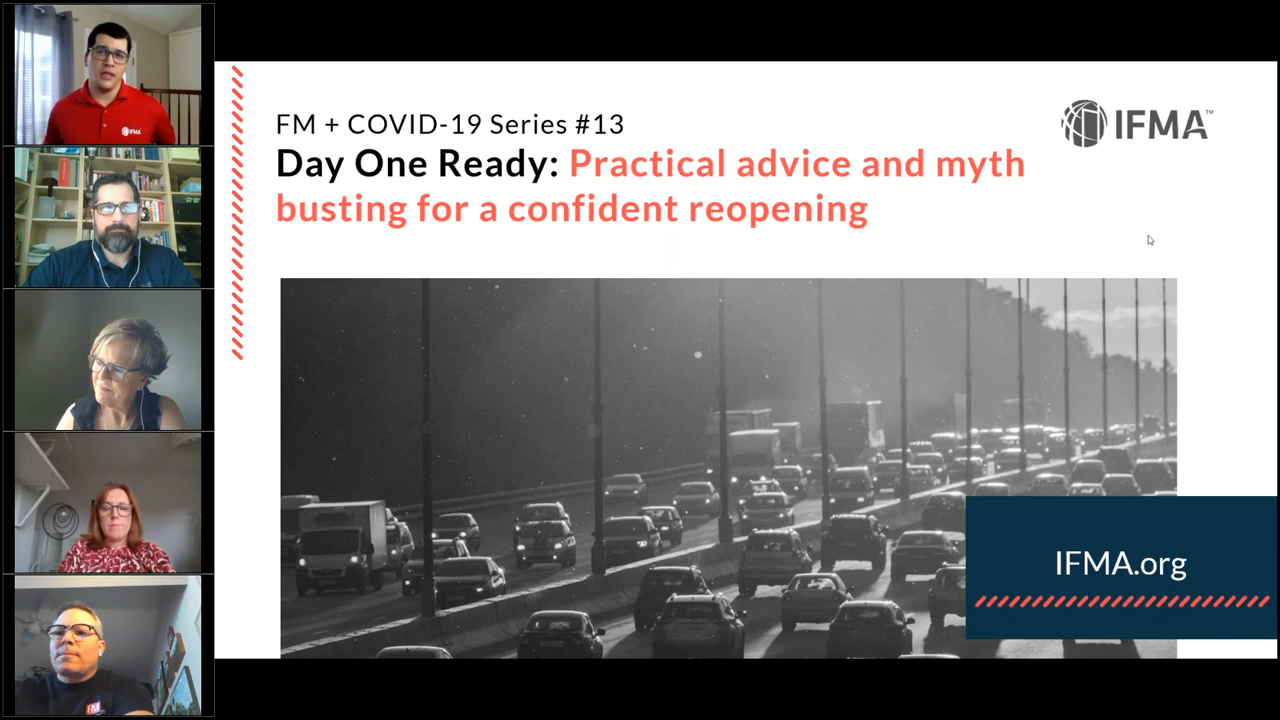 FM + COVID-19 Series #13
IFMA™
Day One Ready: Practical advice and myth
busting for a confident reopening
IFMA.org
IFMA